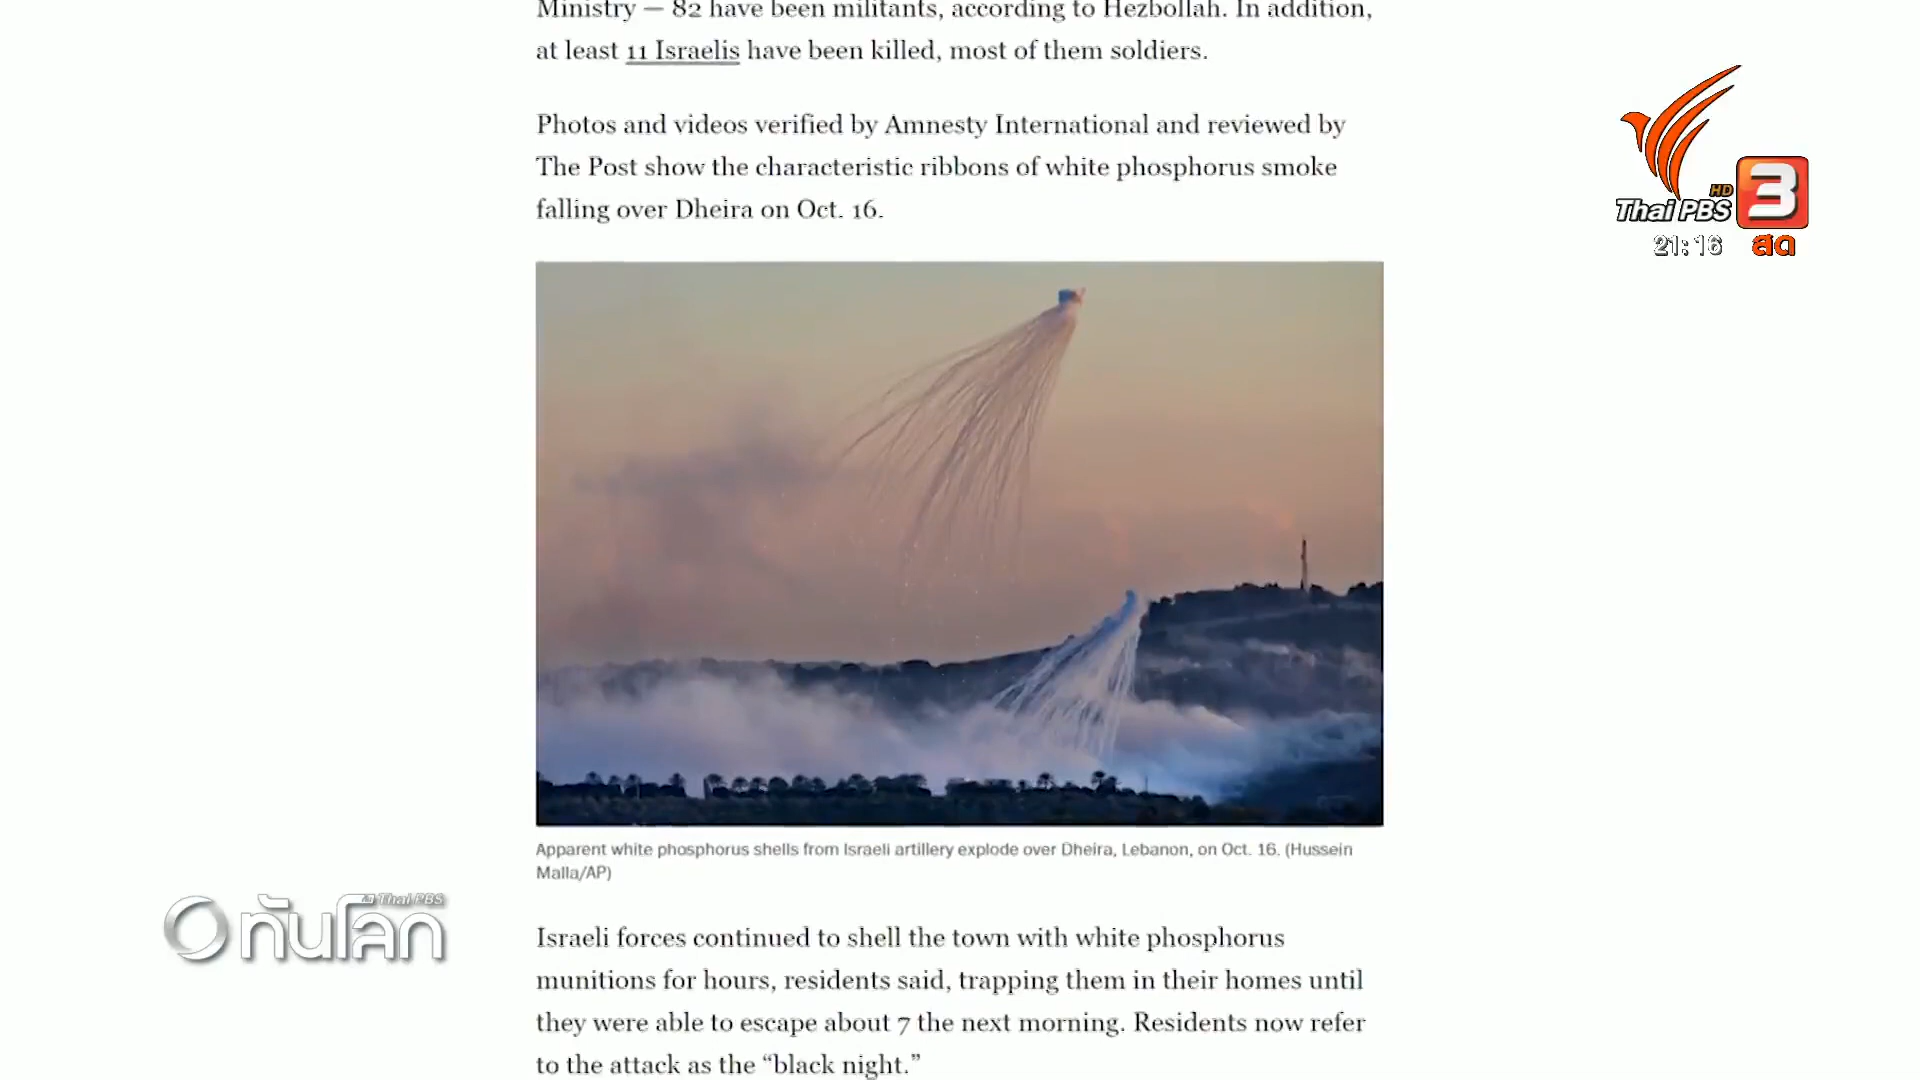 Ministry — 82 have been militants, according to Hezbollah. In addition,
at least 11 Israelis have been killed, most of them soldiers.
Photos and videos verified by Amnesty International and reviewed by
The Post show the characteristic ribbons of white phosphorus smoke
falling over Dheira on Oct. 16.
HD
Thai PBS 3
21:16 สด
Apparent white phosphorus shells from Israeli artillery explode over Dheira, Lebanon, on Oct. 16. (Hussein
Malla/AP)
Thai PBS
ทันโลก
Israeli forces continued to shell the town with white phosphorus
munitions for hours, residents said, trapping them in their homes until
they were able to escape about 7 the next morning. Residents now refer
to the attack as the “black night.”